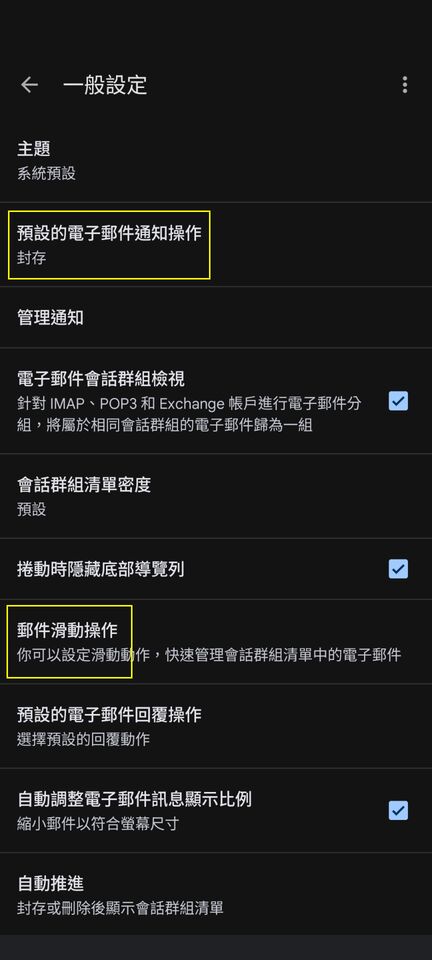 一般設定
主題
系統預設
預設的電子郵件通知操作
封存
管理通知
電子郵件會話群組檢視
針對 IMAP、POP3 和 Exchange 帳戶進行電子郵件分
組，將屬於相同會話群組的電子郵件歸為一組
會話群組清單密度
預設
捲動時隱藏底部導覽列
郵件滑動操作
你可以設定滑動動作，快速管理會話群組清單中的電子郵件
預設的電子郵件回覆操作
選擇預設的回覆動作
自動調整電子郵件訊息顯示比例
縮小郵件以符合螢幕尺寸
自動推進
封存或刪除後顯示會話群組清單